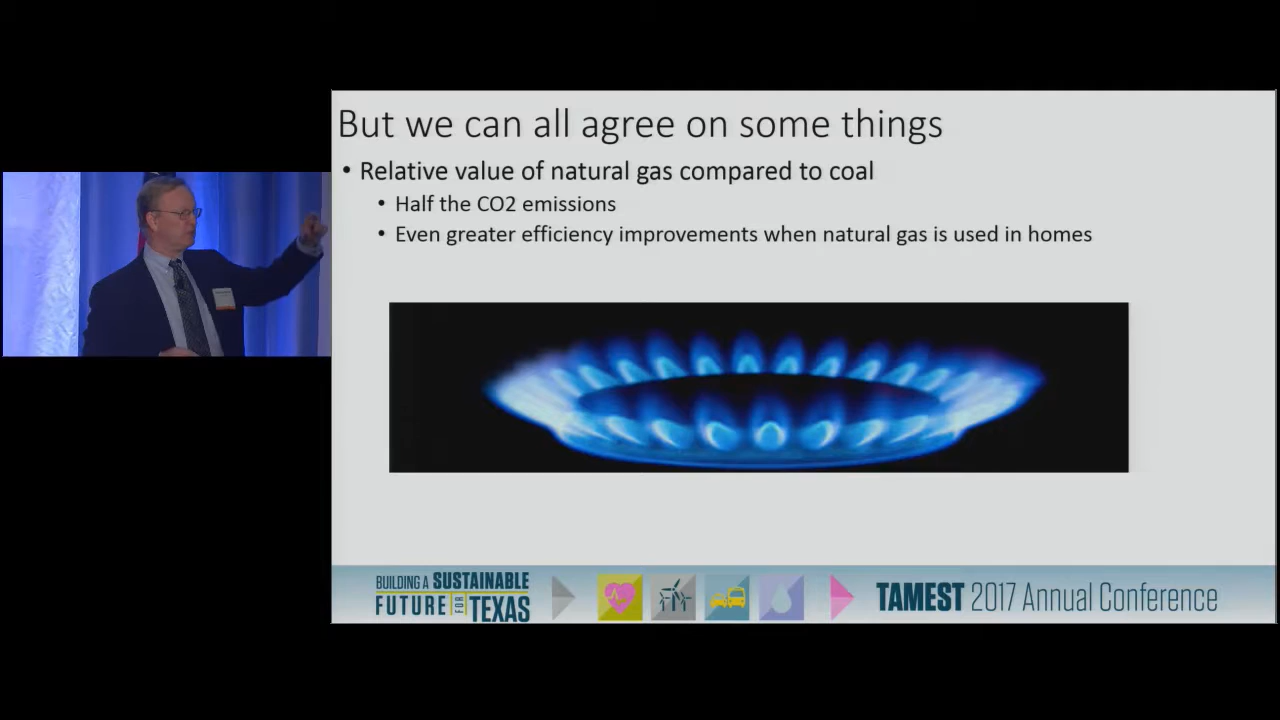 But we can all agree on some things
• Relative value of natural gas compared to coal
• Half the CO2 emissions
• Even greater efficiency improvements when natural gas is used in homes
BUILDING A SUSTAINABLE
FUTURE FOR TEXAS
TAMEST 2017 Annual Conference